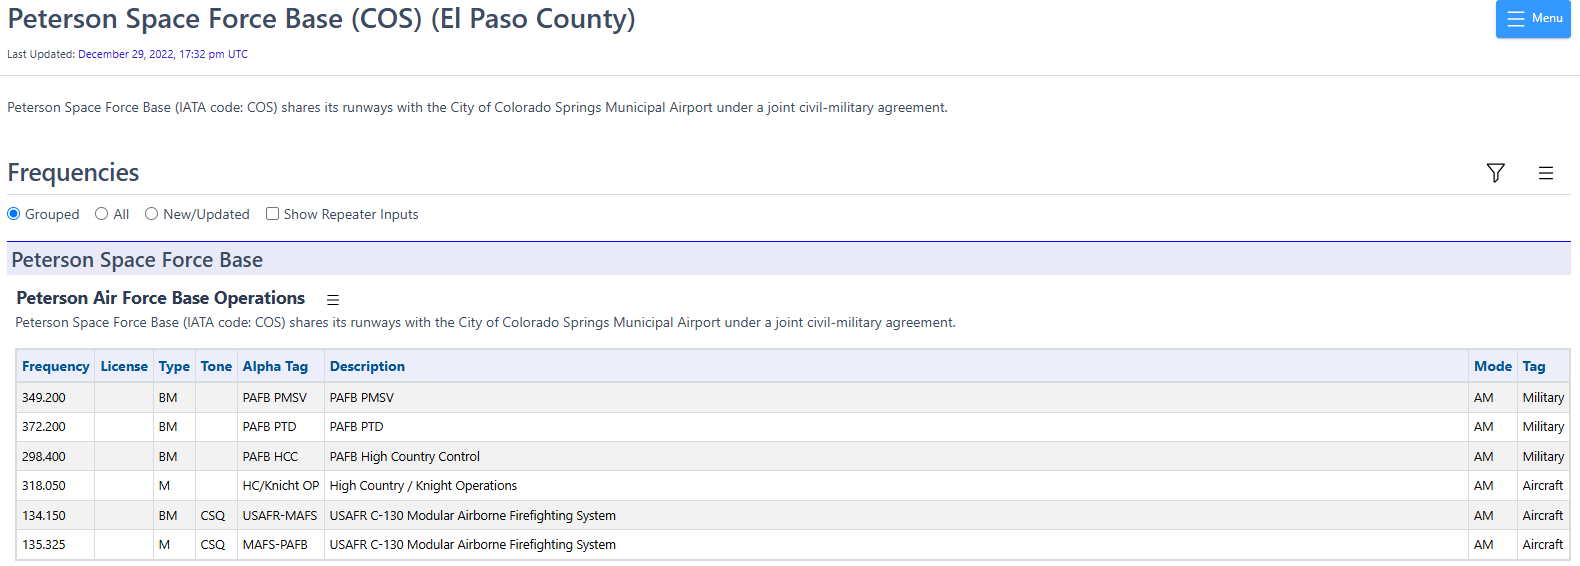 Peterson Space Force Base (COS) (El Paso County)
Menu
Last Updated: December 29, 2022, 17:32 pm UTC
Peterson Space Force Base (IATA code: COS) shares its runways with the City of Colorado Springs Municipal Airport under a joint civil-military agreement.
Frequencies
Grouped All New/Updated Show Repeater Inputs
Peterson Space Force Base
Peterson Air Force Base Operations
Peterson Space Force Base (IATA code: COS) shares its runways with the City of Colorado Springs Municipal Airport under a joint civil-military agreement.
Frequency License Type Tone Alpha Tag Description Mode Tag
349.200 BM PAFB PMSV PAFB PMSV AM Military
372.200 BM PAFB PTD PAFB PTD AM Military
298.400 BM PAFB HCC PAFB High Country Control AM Military
318.050 M HC/Knicht OP High Country / Knight Operations AM Aircraft
134.150 BM CSQ USAFR-MAFS USAFR C-130 Modular Airborne Firefighting System AM Aircraft
135.325 M CSQ MAFS-PAFB USAFR C-130 Modular Airborne Firefighting System AM Aircraft